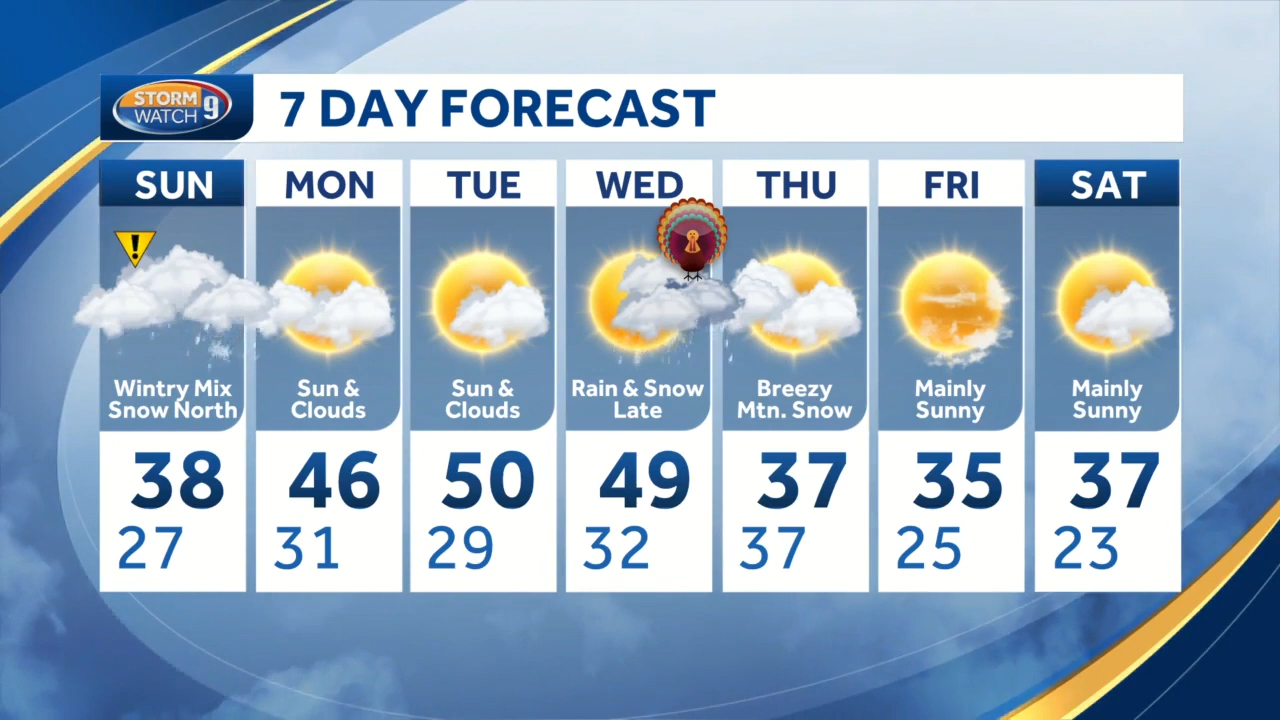 STORM
WATCH 9
7 DAY FORECAST
SUN
MON
TUE
WED
THU
FRI
SAT
!
Wintry Mix
Snow North
Sun &
Clouds
Sun &
Clouds
Rain & Snow
Late
Breezy
Mtn. Snow
Mainly
Sunny
Mainly
Sunny
38
46
50
49
37
35
37
27
31
29
32
37
25
23